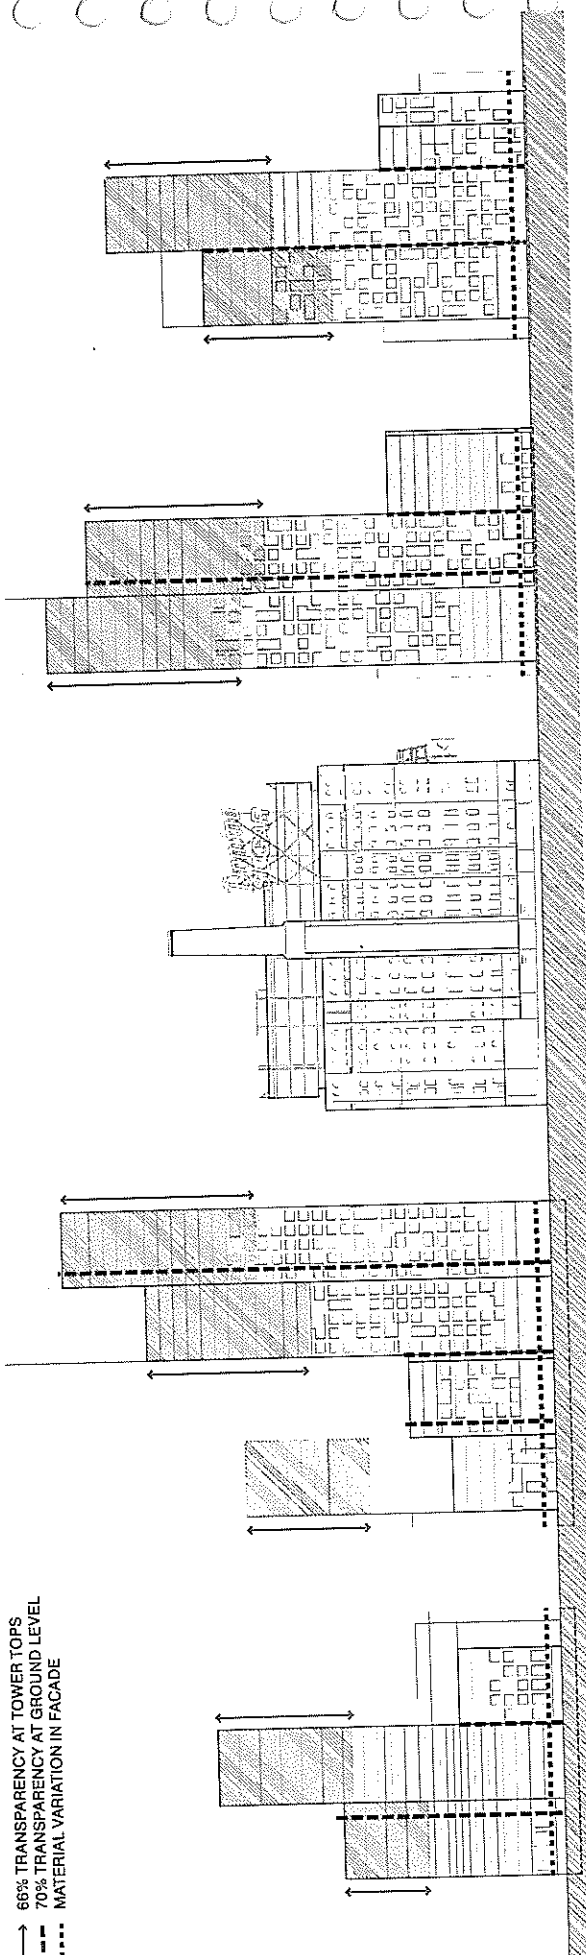 66% TRANSPARENCY AT TOWER TOPS
70% TRANSPARENCY AT GROUND LEVEL
MATERIAL VARIATION IN FACADE